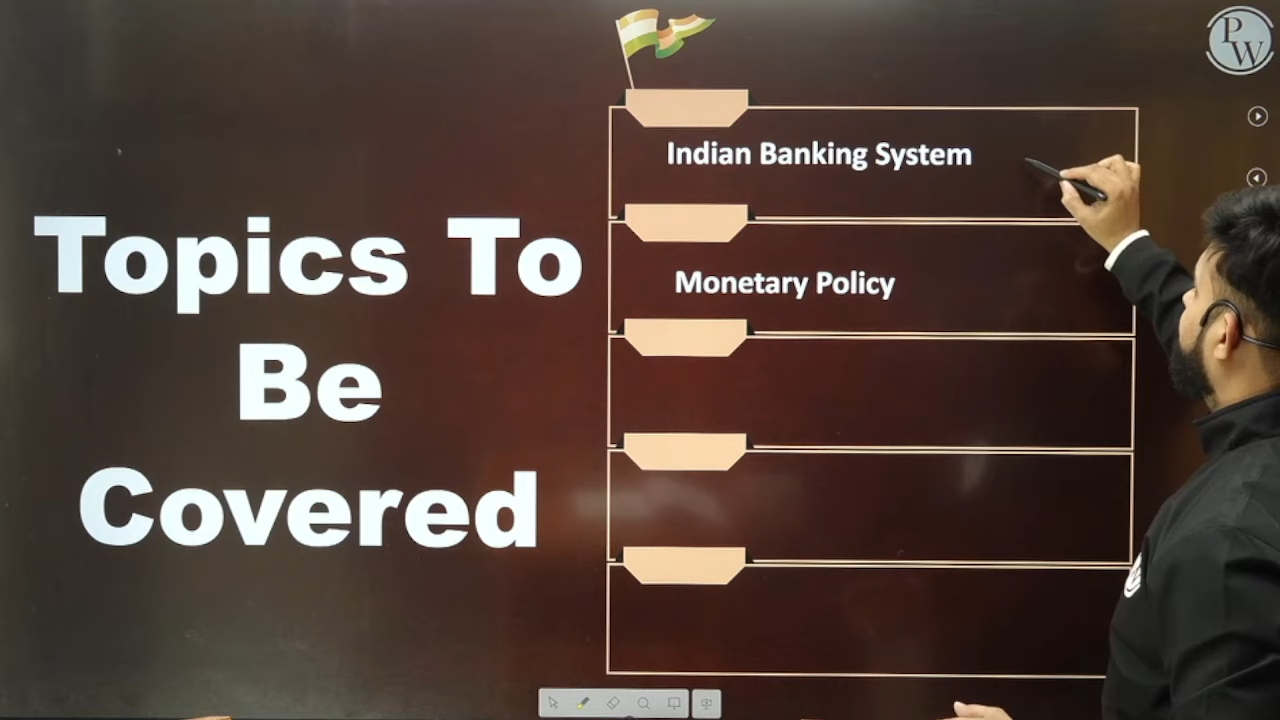 Topics To
Be
Covered
Indian Banking System
Monetary Policy
PW